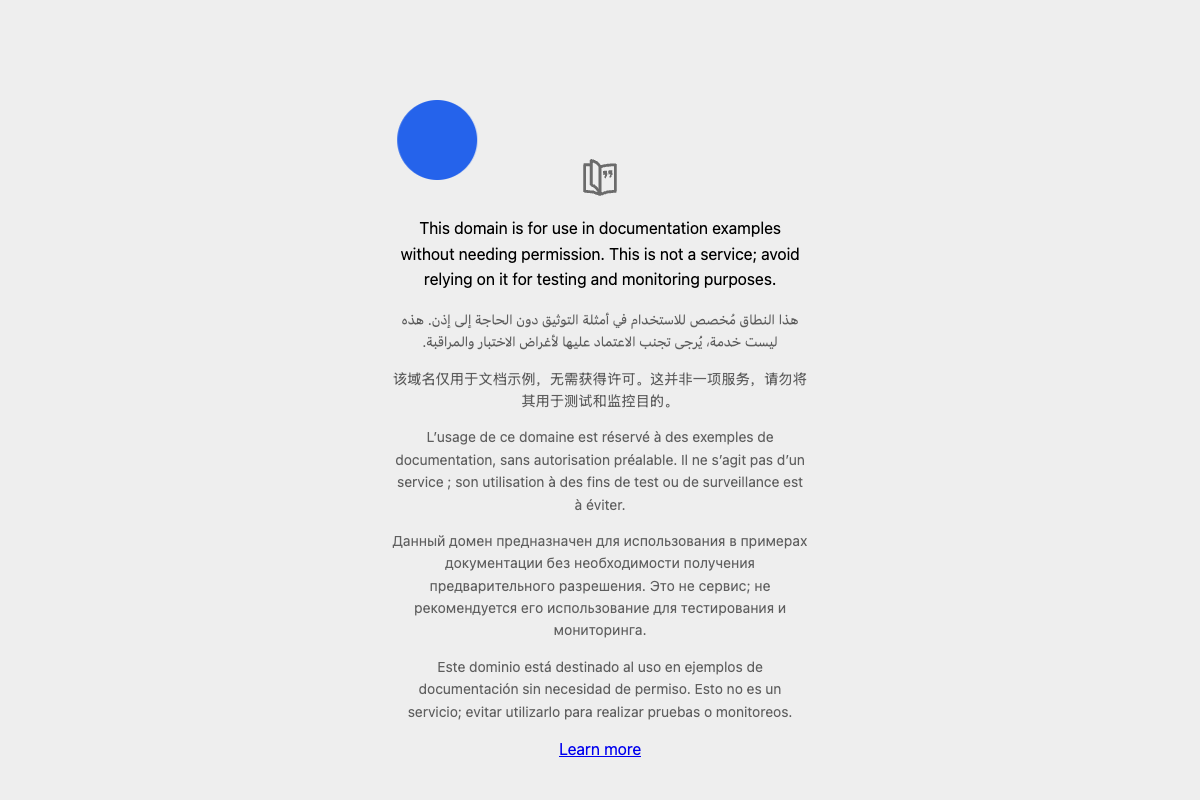 This domain is for use in documentation examples
without needing permission. This is not a service; avoid
relying on it for testing and monitoring purposes.
هذا النطاق مُخصص للاستخدام في أمثلة التوثيق دون الحاجة إلى إذن. هذه
ليست خدمة، يُرجى تجنب الاعتماد عليها لأغراض الاختبار والمراقبة.
该域名仅用于文档示例，无需获得许可。这并非一项服务，请勿将
其用于测试和监控目的。
L’usage de ce domaine est réservé à des exemples de
documentation, sans autorisation préalable. Il ne s’agit pas d’un
service ; son utilisation à des fins de test ou de surveillance est
à éviter.
Данный домен предназначен для использования в примерах
документации без необходимости получения
предварительного разрешения. Это не сервис; не
рекомендуется его использование для тестирования и
мониторинга.
Este dominio está destinado al uso en ejemplos de
documentación sin necesidad de permiso. Esto no es un
servicio; evitar utilizarlo para realizar pruebas o monitoreos.
Learn more